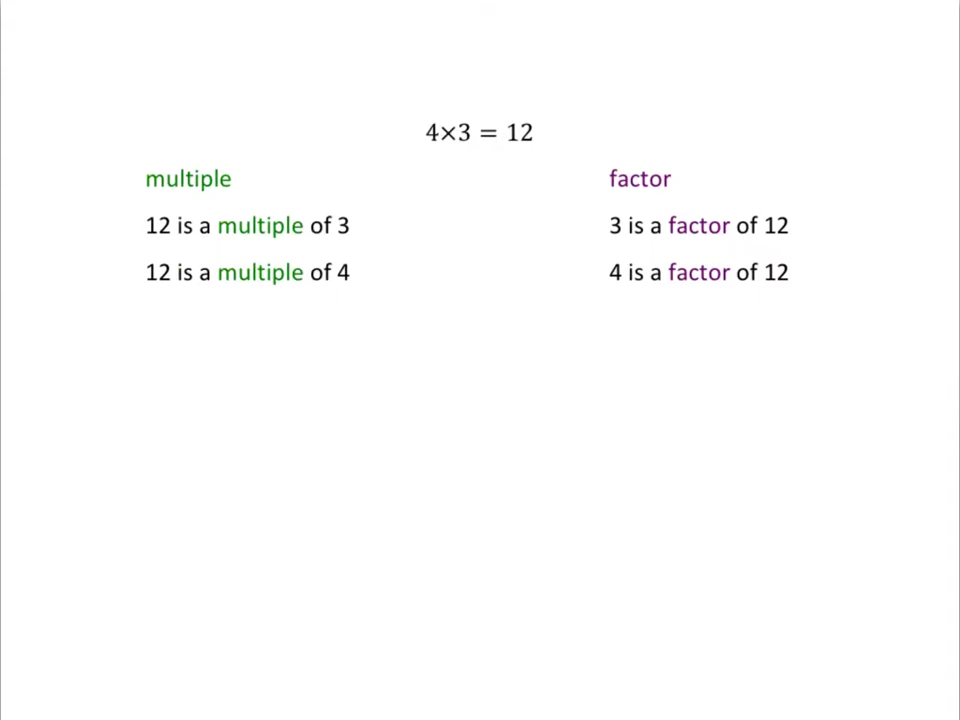 4×3 = 12
multiple
12 is a multiple of 3
12 is a multiple of 4
factor
3 is a factor of 12
4 is a factor of 12